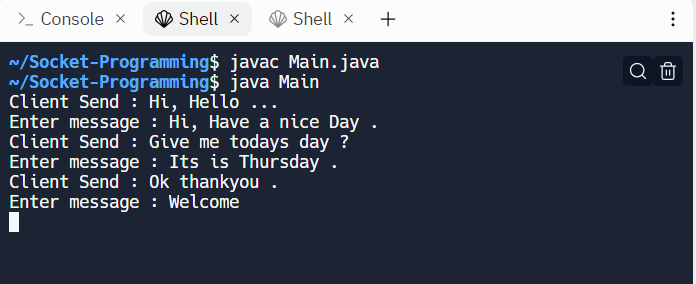 Console × Shell × Shell × +
~/Socket-Programming$ javac Main.java
~/Socket-Programming$ java Main
Client Send : Hi, Hello ...
Enter message : Hi, Have a nice Day .
Client Send : Give me todays day ?
Enter message : Its is Thursday .
Client Send : Ok thankyou .
Enter message : Welcome